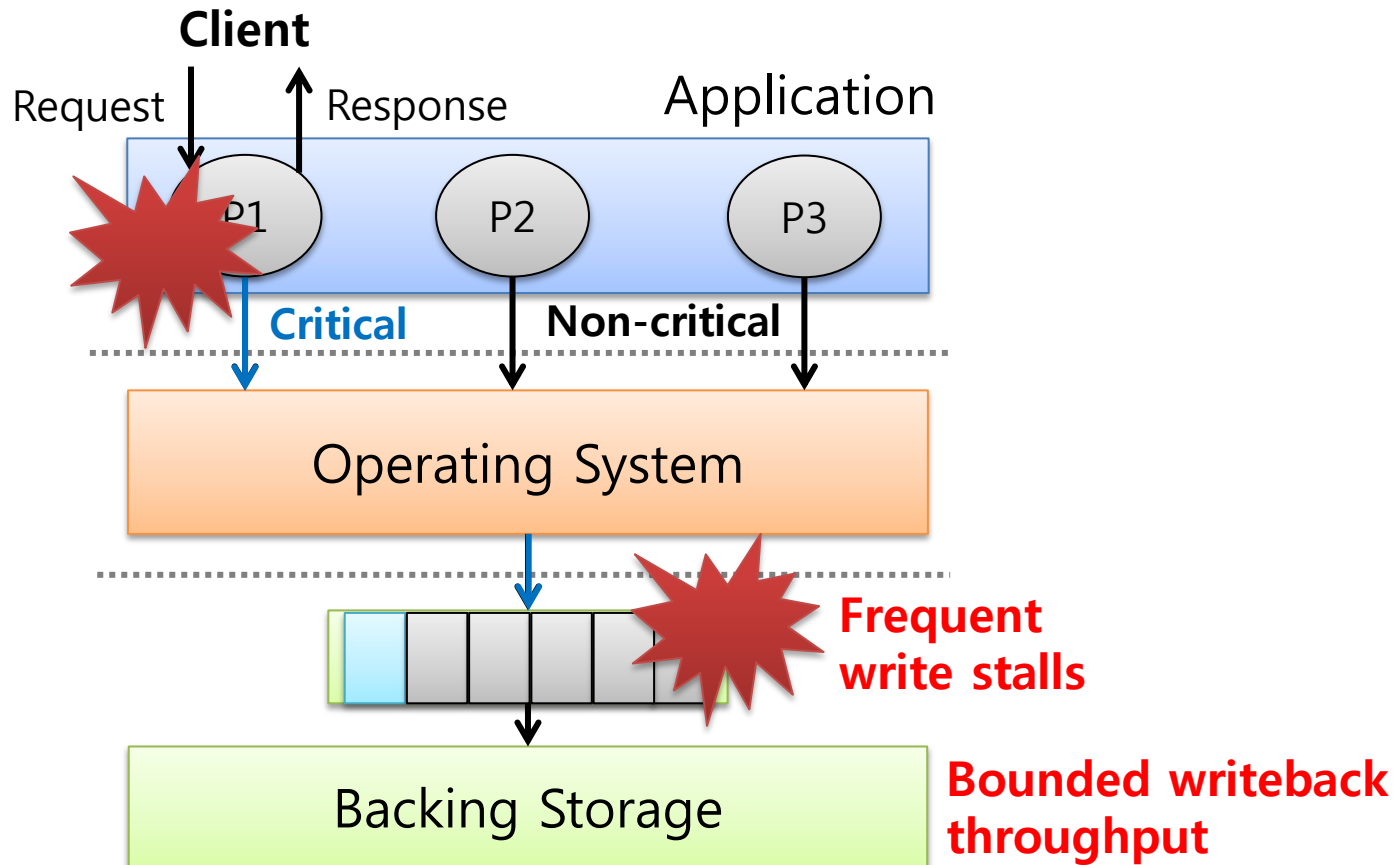 Client
Request
Response
Application
P1
P2
P3
Critical
Non-critical
Operating System
Frequent
write stalls
Backing Storage
Bounded writeback
throughput